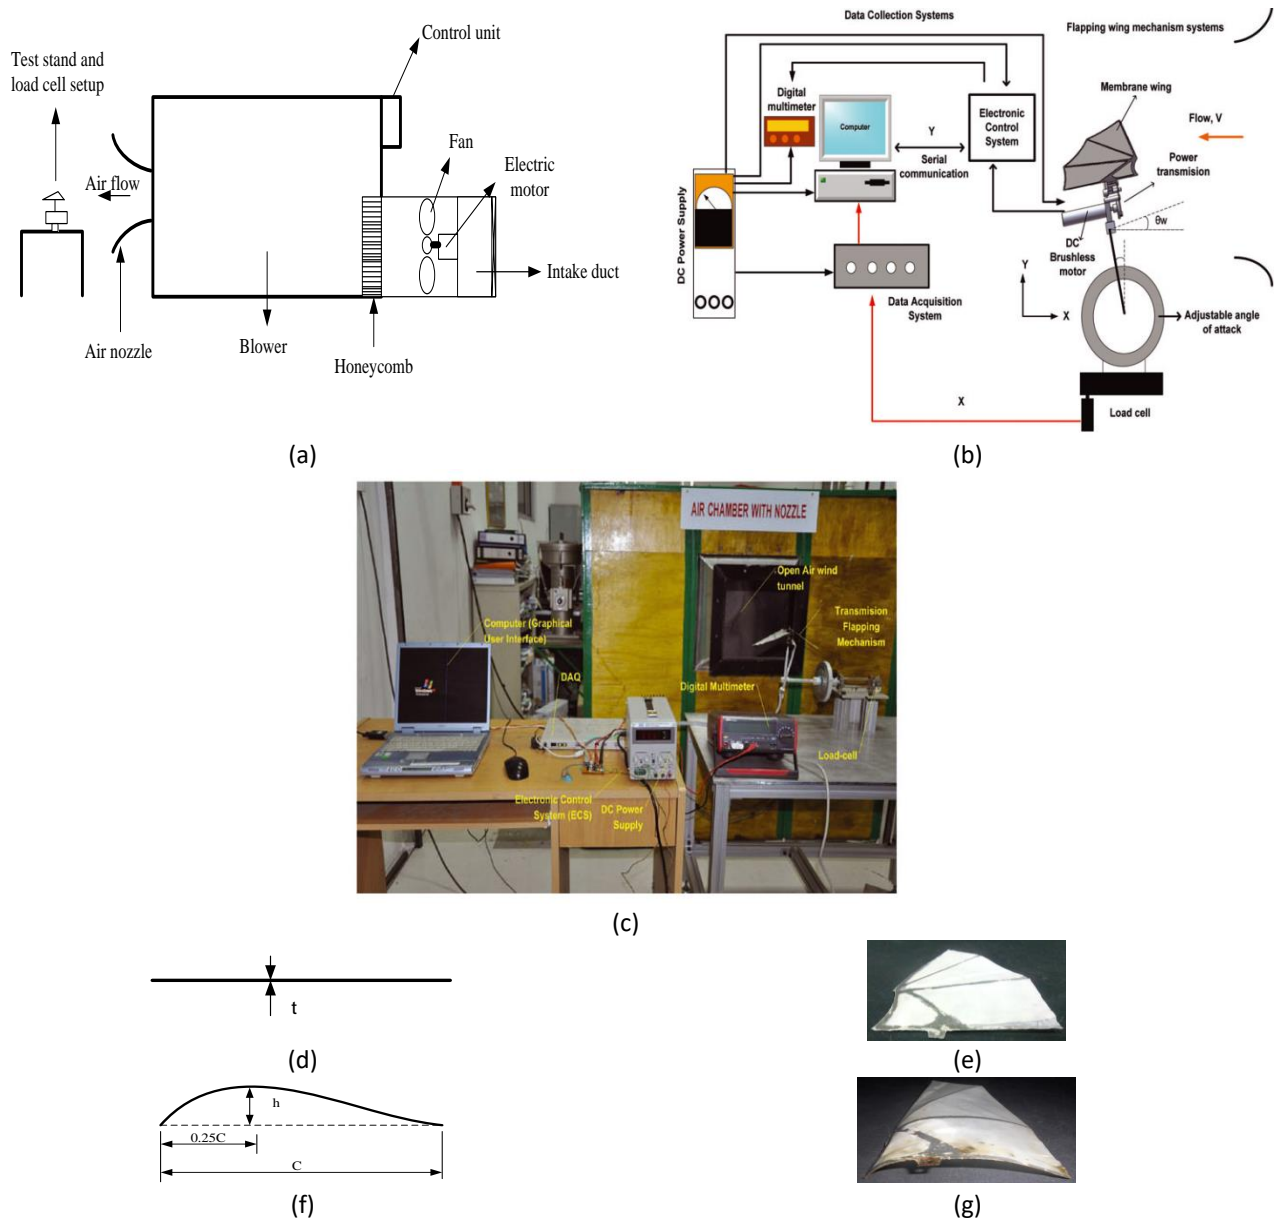 Control unit
Test stand and
load cell setup
Fan
Electric
motor
Air flow
Intake duct
Air nozzle
Blower
Honeycomb
(a)
Data Collection Systems
Flapping wing mechanism systems
Digital
multimeter
Computer
Electronic
Control
System
Membrane wing
Flow, V
Y
Serial
communication
Power
transmision
DC Power Supply
θw
DC
Brushless
motor
Data Acquisition
System
Y
X
Adjustable angle
of attack
X
Load cell
(b)
AIR CHAMBER WITH NOZZLE
Open Air wind
tunnel
Computer (Graphical
User Interface)
Transmision
Flapping
Mechanism
DAQ
Digital Multimeter
Load-cell
Electronic Control
System (ECS)
DC Power
Supply
(c)
t
(d)
(e)
h
0.25C
C
(f)
(g)